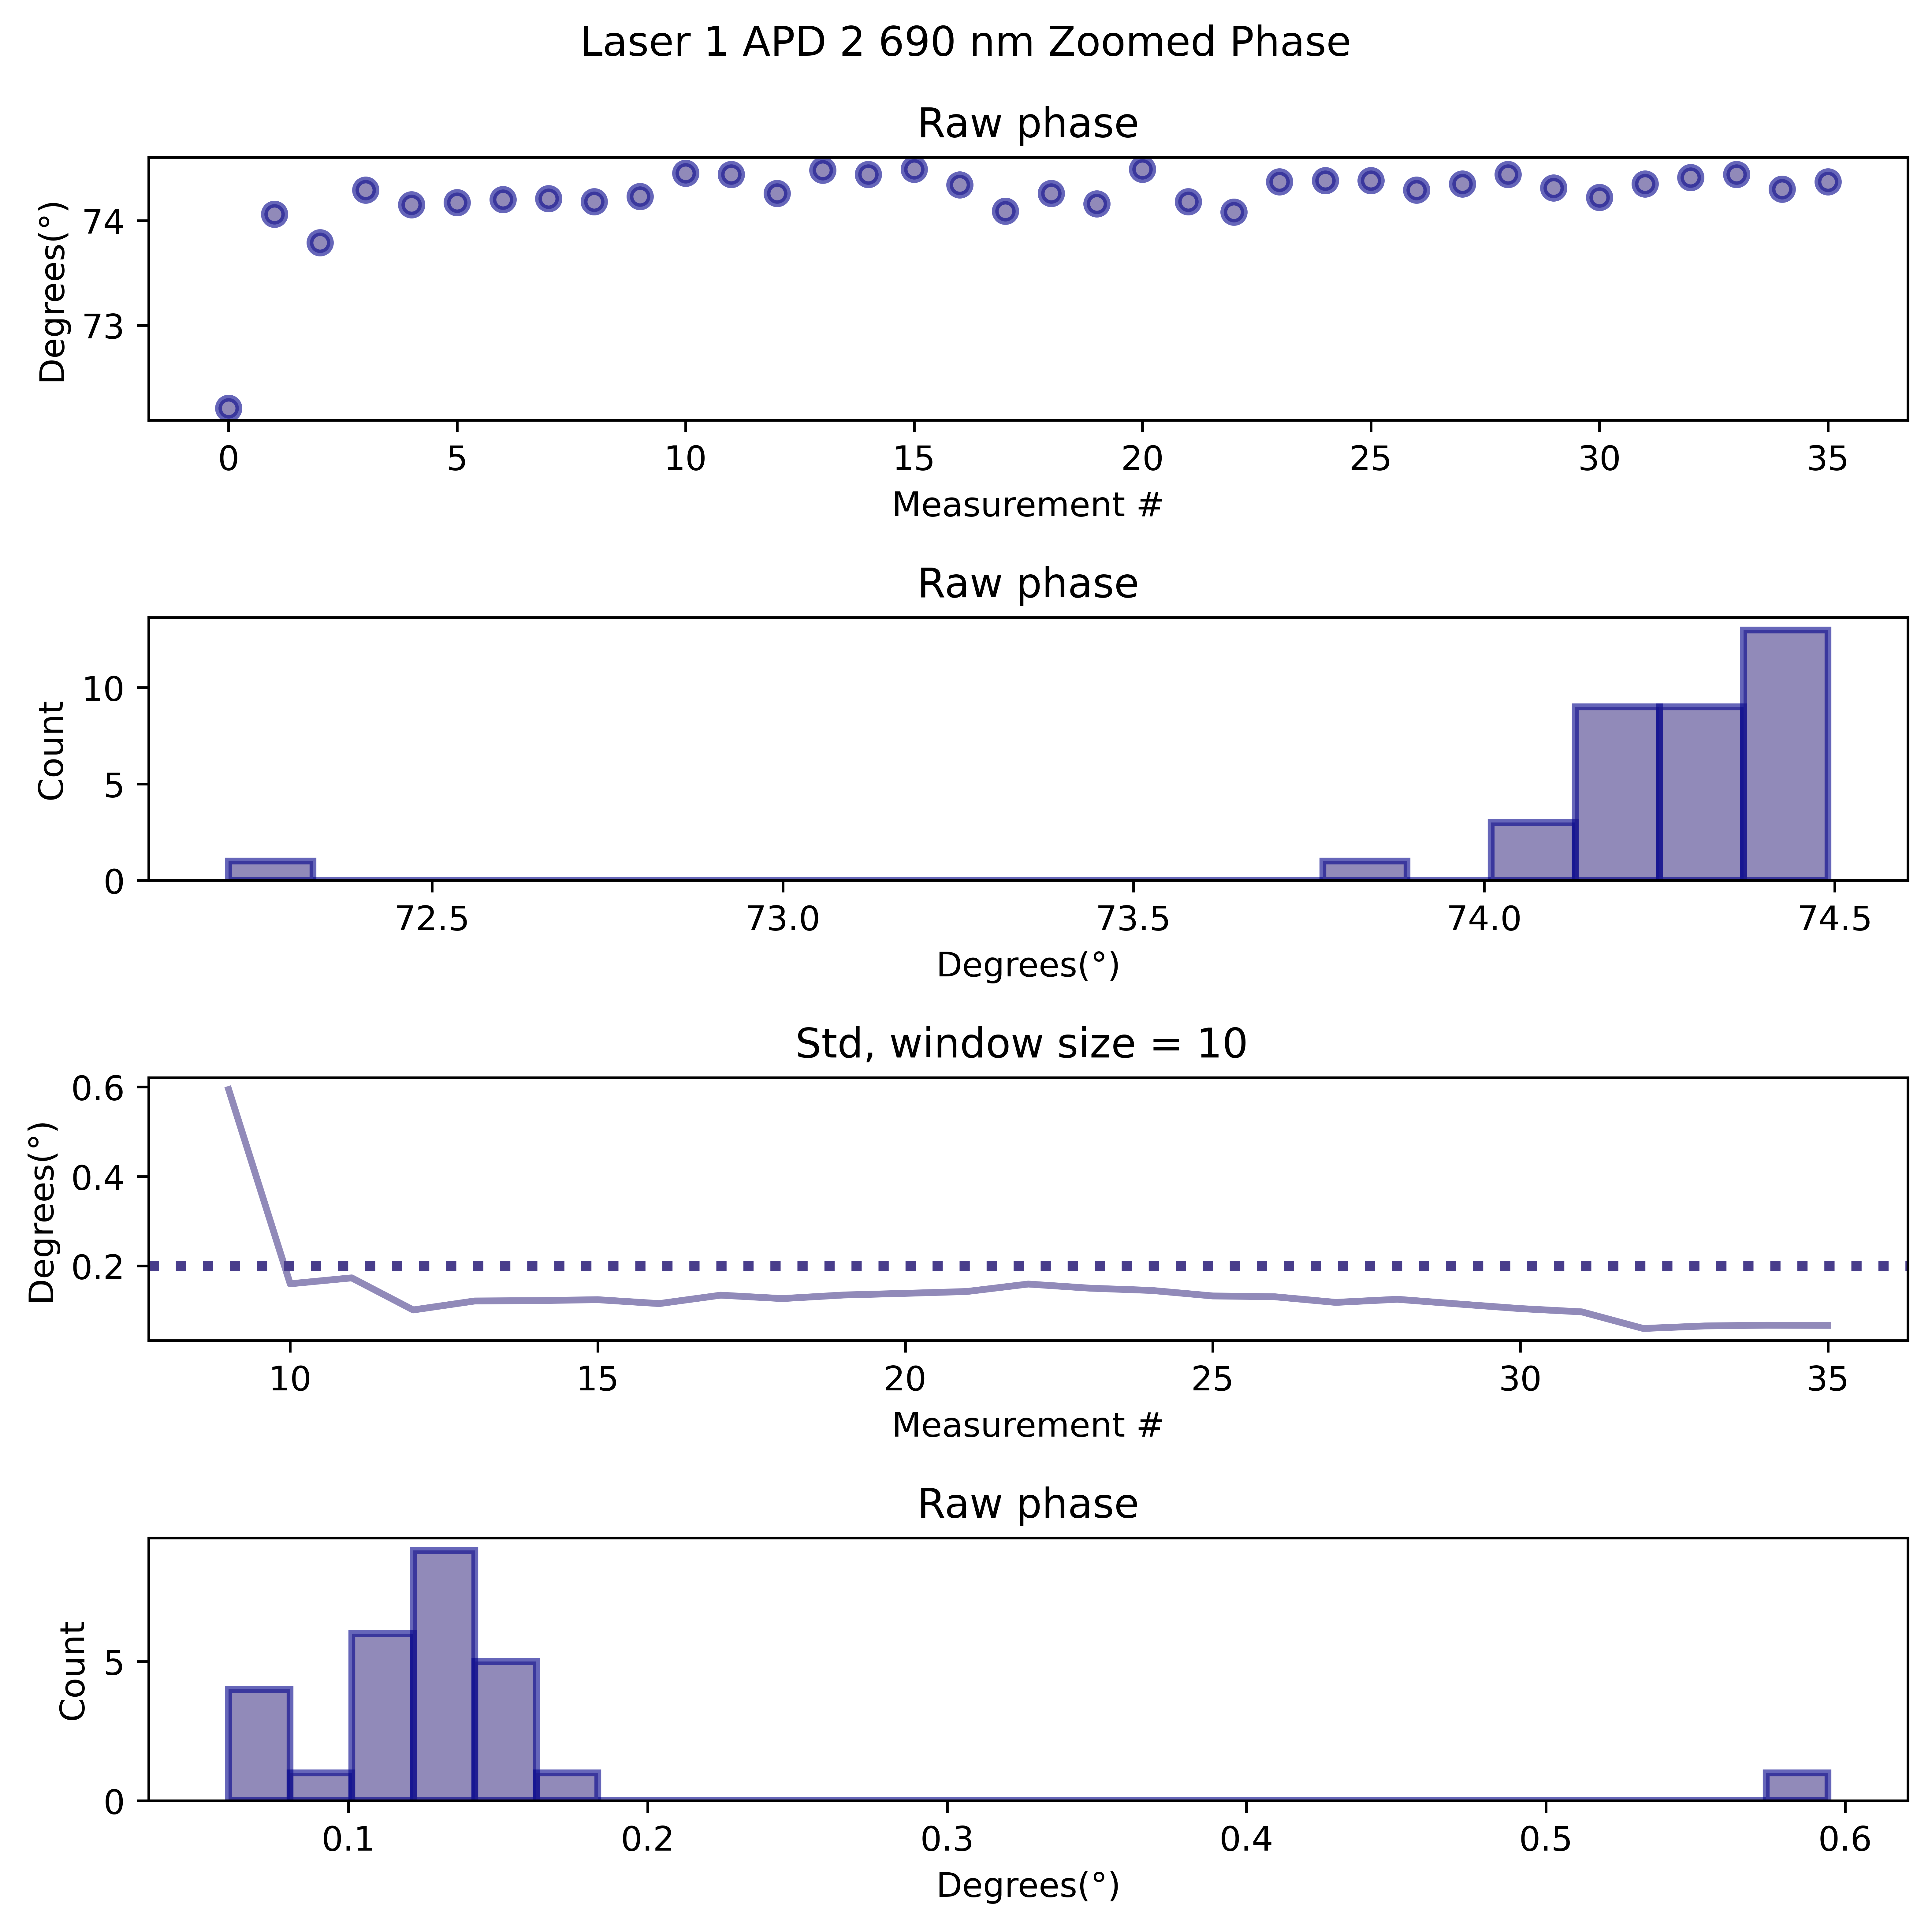 Laser 1 APD 2 690 nm Zoomed Phase
Raw phase
Degrees(°)
74
73
0 5 10 15 20 25 30 35
Measurement #
Raw phase
Count
10
5
0
72.5 73.0 73.5 74.0 74.5
Degrees(°)
Std, window size = 10
Degrees(°)
0.6
0.4
0.2
10 15 20 25 30 35
Measurement #
Raw phase
Count
5
0
0.1 0.2 0.3 0.4 0.5 0.6
Degrees(°)